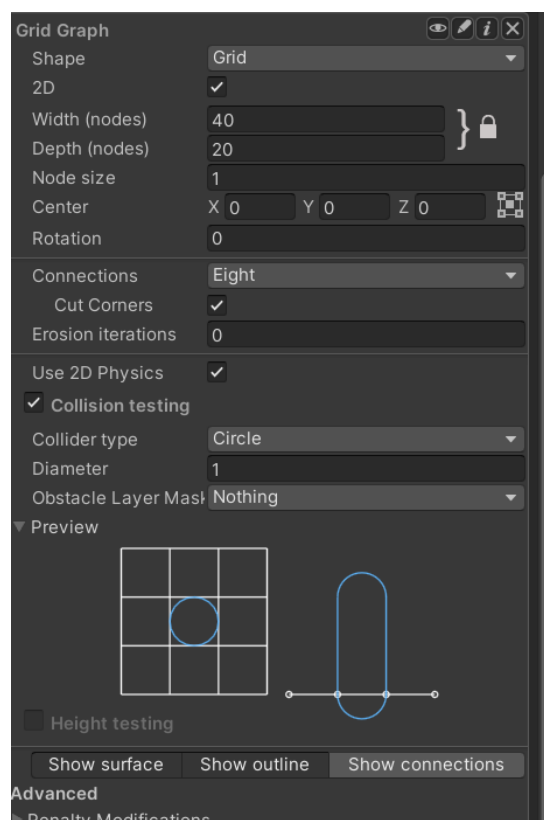 Grid Graph
Shape Grid
2D
Width (nodes) 40
Depth (nodes) 20
Node size 1
Center X 0 Y 0 Z 0
Rotation 0
Connections Eight
Cut Corners
Erosion iterations 0
Use 2D Physics
Collision testing
Collider type Circle
Diameter 1
Obstacle Layer Mask Nothing
Preview
Height testing
Show surface Show outline Show connections
Advanced
Penalty Modifications